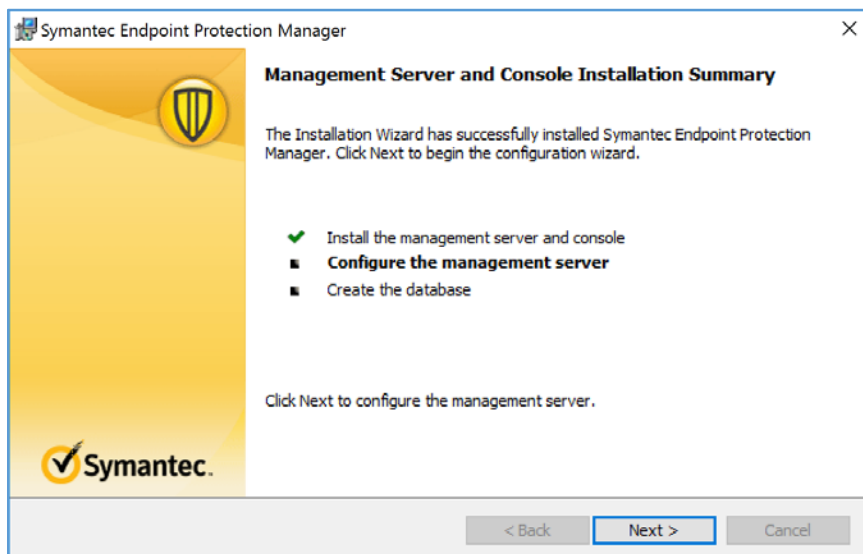 Symantec Endpoint Protection Manager
Management Server and Console Installation Summary
The Installation Wizard has successfully installed Symantec Endpoint Protection
Manager. Click Next to begin the configuration wizard.
Install the management server and console
Configure the management server
Create the database
Click Next to configure the management server.
Symantec.
< Back
Next >
Cancel